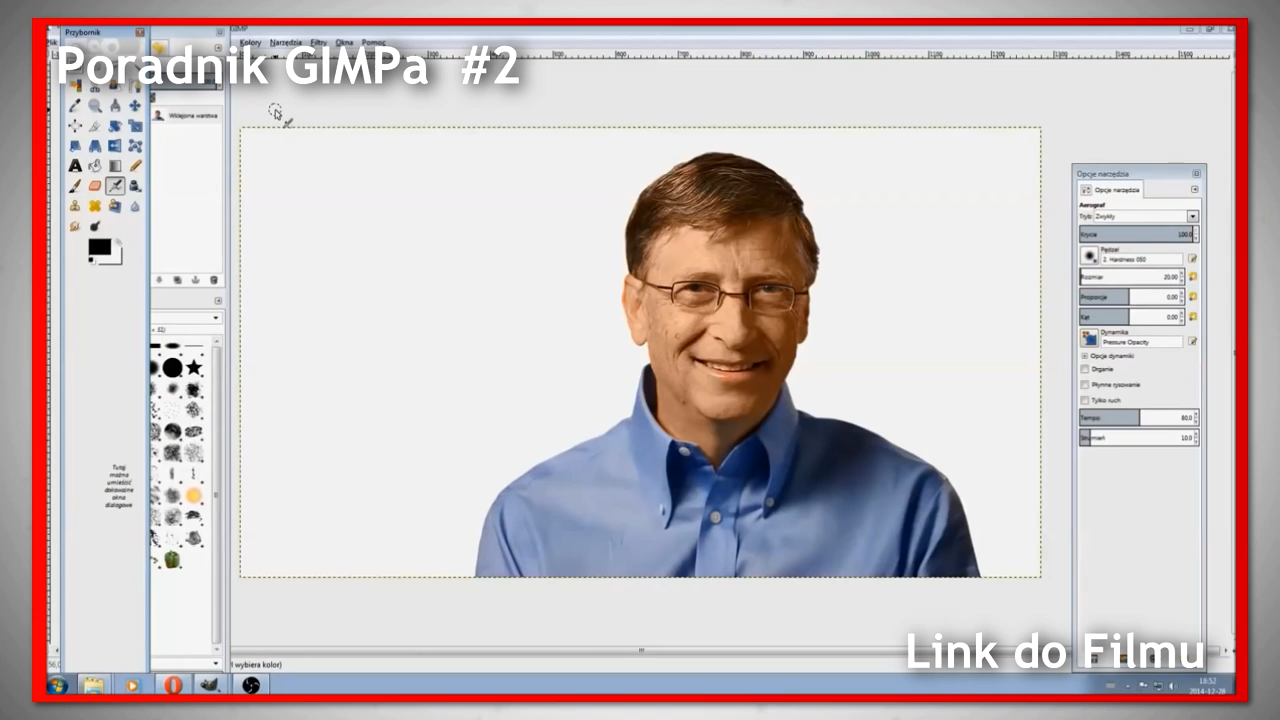 Przybornik
GIMP
Plik
Kolory Narzędzia Filtry Okna Pomoc
Poradnik GIMPa #2
Wklejona warstwa
Opcje narzędzia
Opcje narzędzia
Aerograf
Tryb: Zwykły
Krycie 100.0
Pędzel
2. Hardness 050
Rozmiar 20.00
Proporcje 0.00
Kąt 0.00
Dynamika
Pressure Opacity
Opcje dynamiki
Drganie
Płynne rysowanie
Tylko ruch
Tempo 80.0
Strumień 10.0
Tutaj
można
umieścić
dokowalne
okna
dialogowe
Link do Filmu
wybiera kolor)
18:52
2014-12-28